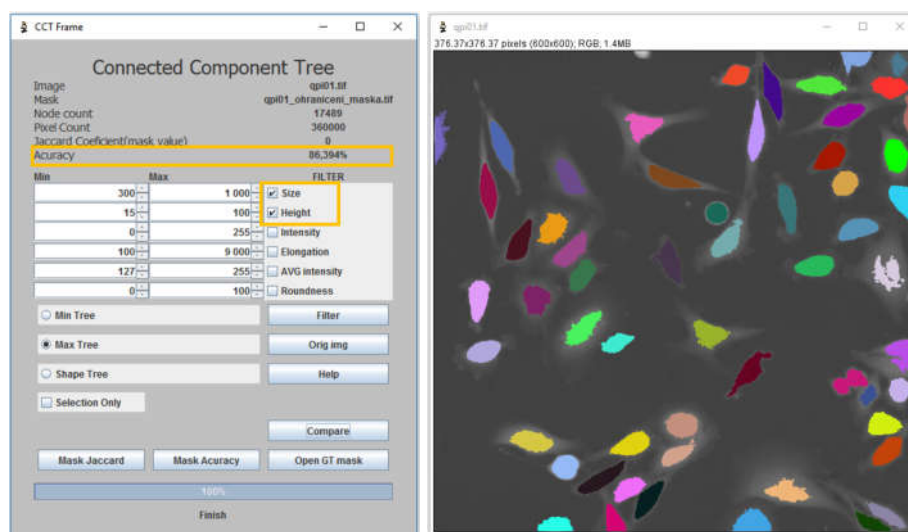 CCT Frame
Connected Component Tree
Image qpi01.tif
Mask qpi01_ohraniceni_maska.tif
Node count 17489
Pixel Count 360000
Jaccard Coeficient(mask value) 0
Acuracy 86,394%
Min Max FILTER
300 1 000 Size
15 100 Height
0 255 Intensity
100 9 000 Elongation
127 255 AVG intensity
0 100 Roundness
Min Tree Filter
Max Tree Orig img
Shape Tree Help
Selection Only
Compare
Mask Jaccard Mask Acuracy Open GT mask
100%
Finish
qpi01.tif
376.37x376.37 pixels (600x600); RGB; 1.4MB